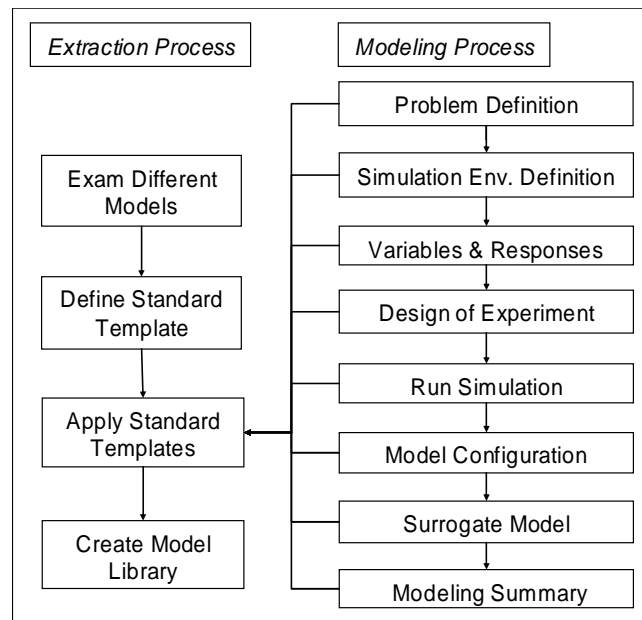 Extraction Process
Modeling Process
Exam Different
Models
Define Standard
Template
Apply Standard
Templates
Create Model
Library
Problem Definition
Simulation Env. Definition
Variables & Responses
Design of Experiment
Run Simulation
Model Configuration
Surrogate Model
Modeling Summary